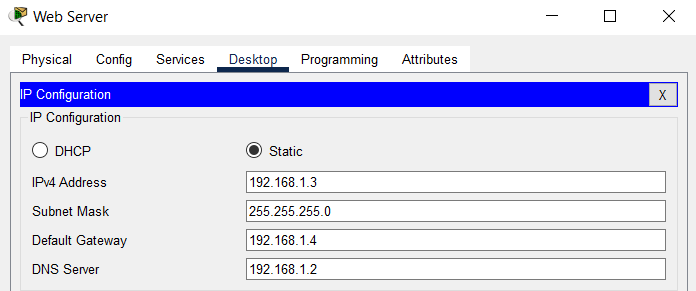 Web Server
Physical Config Services Desktop Programming Attributes
IP Configuration X
IP Configuration
DHCP Static
IPv4 Address 192.168.1.3
Subnet Mask 255.255.255.0
Default Gateway 192.168.1.4
DNS Server 192.168.1.2